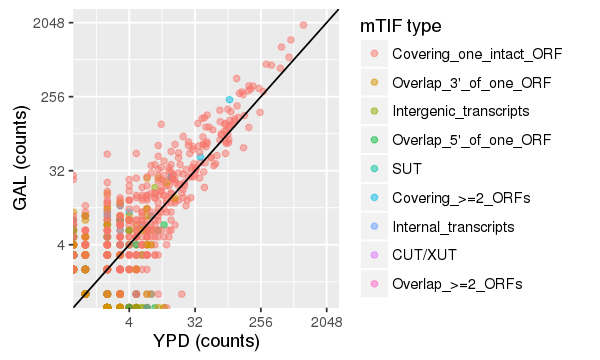 2048
256
32
4
GAL (counts)
4
32
256
2048
YPD (counts)
mTIF type
Covering_one_intact_ORF
Overlap_3'_of_one_ORF
Intergenic_transcripts
Overlap_5'_of_one_ORF
SUT
Covering_>=2_ORFs
Internal_transcripts
CUT/XUT
Overlap_>=2_ORFs